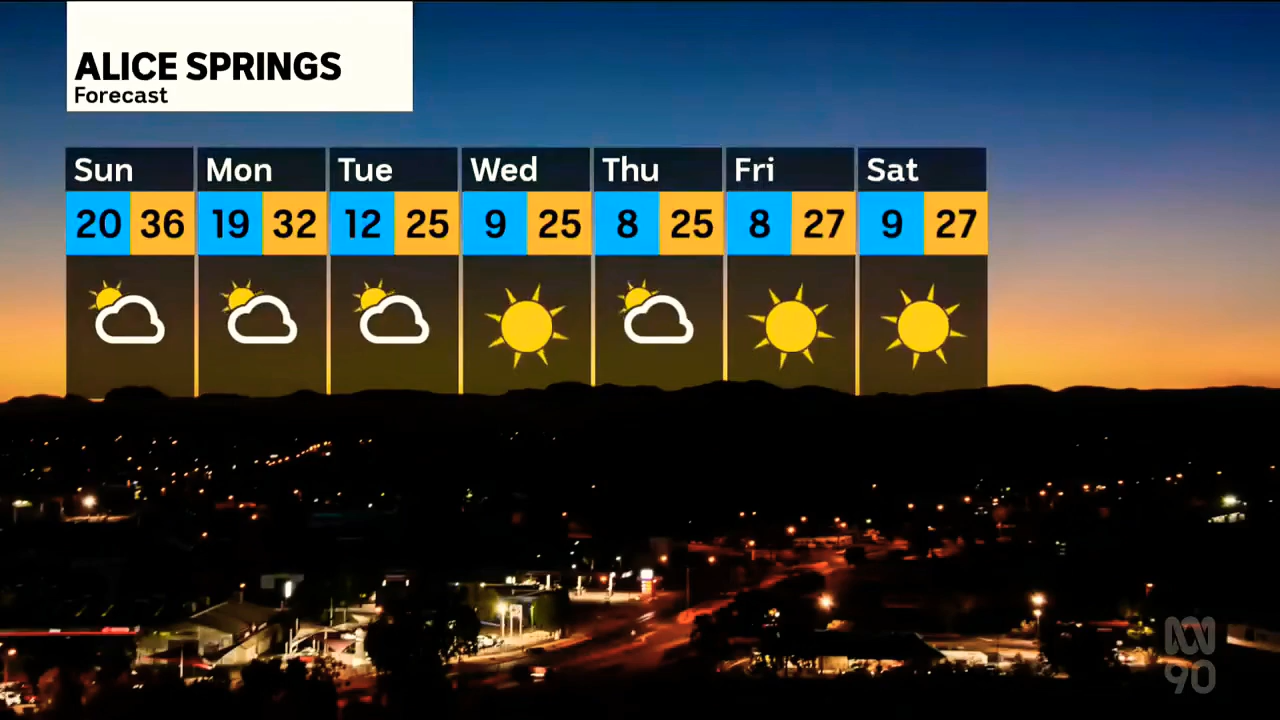 ALICE SPRINGS
Forecast
Sun Mon Tue Wed Thu Fri Sat
20 36 19 32 12 25 9 25 8 25 8 27 9 27
90